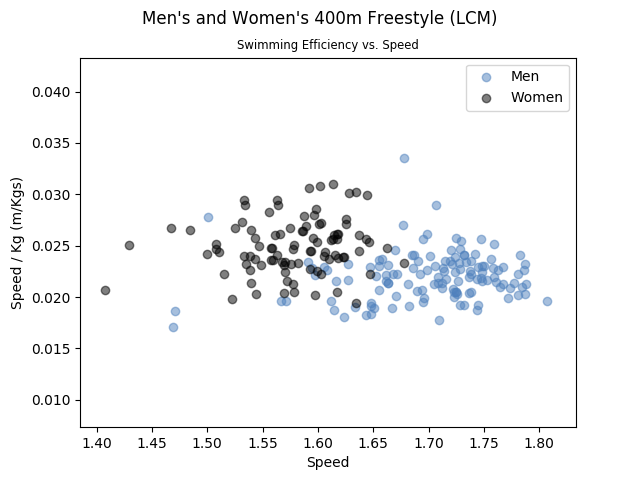 Men's and Women's 400m Freestyle (LCM)
Swimming Efficiency vs. Speed
Men
Women
0.040
0.035
0.030
0.025
0.020
0.015
0.010
Speed / Kg (m/Kgs)
1.40 1.45 1.50 1.55 1.60 1.65 1.70 1.75 1.80
Speed